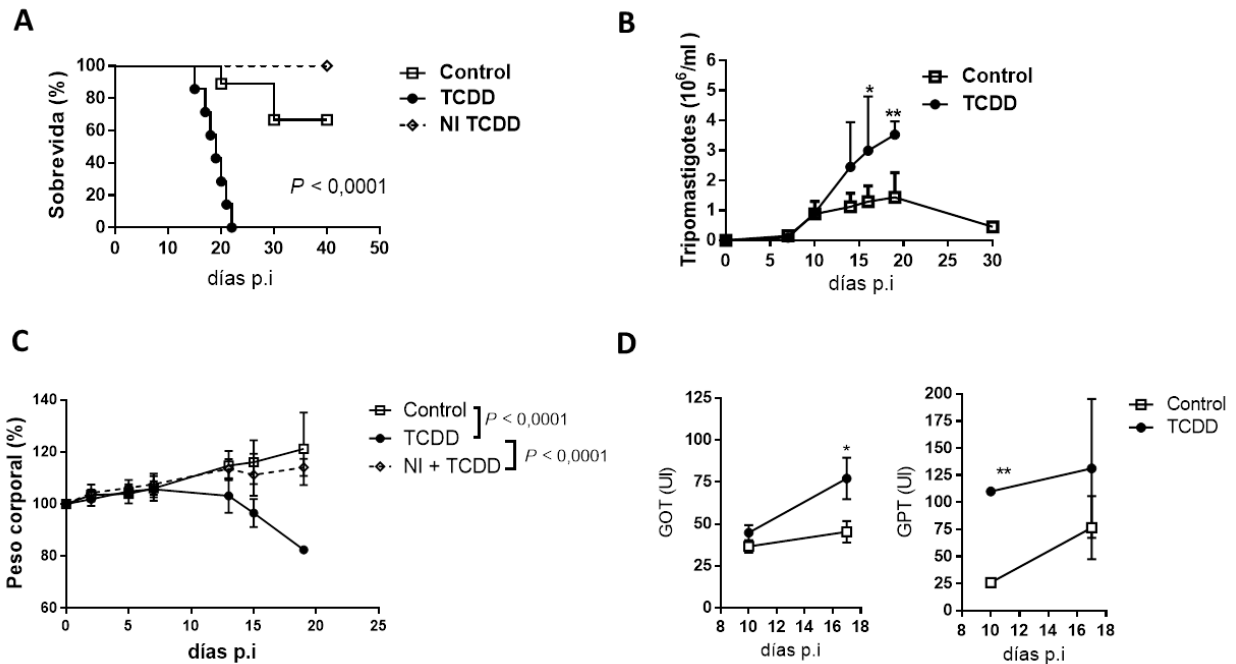 A
Sobrevida (%)
100
80
60
40
20
0
0 10 20 30 40 50
días p.i
P < 0,0001
Control
TCDD
NI TCDD
B
Tripomastigotes (10⁶/ml)
6
5
4
3
2
1
0
0 5 10 15 20 25 30
días p.i
*
**
Control
TCDD
C
Peso corporal (%)
140
120
100
80
60
0 5 10 15 20 25
días p.i
Control
TCDD
NI + TCDD
P < 0,0001
P < 0,0001
D
GOT (UI)
125
100
75
50
25
0
8 10 12 14 16 18
días p.i
*
GPT (UI)
200
175
150
125
100
75
50
25
0
8 10 12 14 16 18
días p.i
**
Control
TCDD